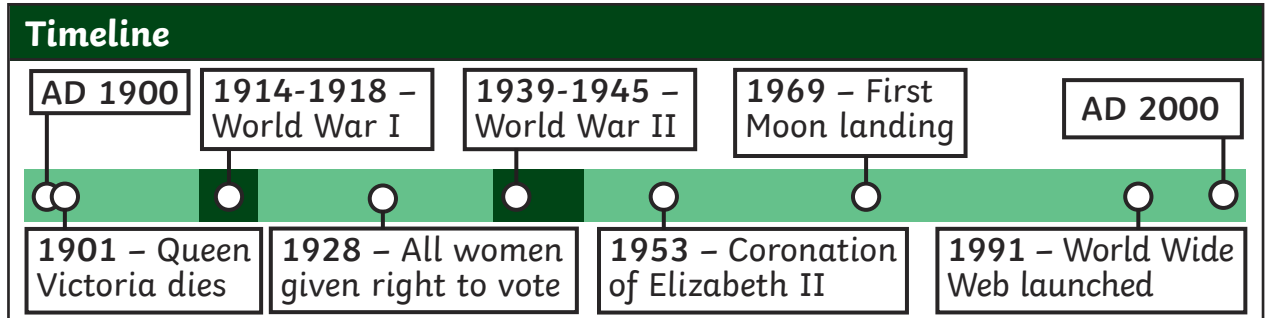 Timeline
AD 1900
1914-1918 –
World War I
1939-1945 –
World War II
1969 – First
Moon landing
AD 2000
1901 – Queen
Victoria dies
1928 – All women
given right to vote
1953 – Coronation
of Elizabeth II
1991 – World Wide
Web launched